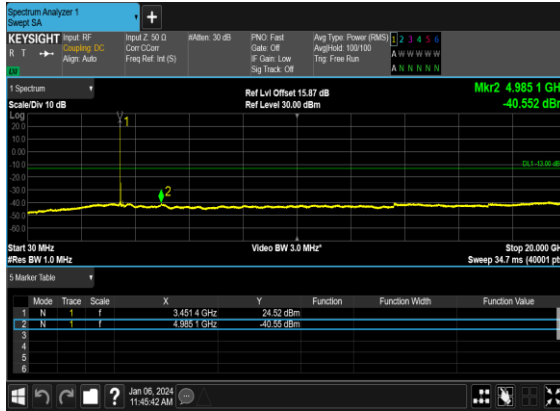 Spectrum Analyzer 1
Swept SA
+
KEYSIGHT Input: RF Input Z: 50 Ω #Atten: 30 dB PNO: Fast Avg Type: Power (RMS) 1 2 3 4 5 6
R T Coupling: DC Corr CCorr Gate: Off Avg|Hold: 100/100 A W W W W W
Align: Auto Freq Ref: Int (S) IF Gain: Low Trig: Free Run
LU Sig Track: Off A N N N N N
1 Spectrum Ref Lvl Offset 15.87 dB Mkr2 4.985 1 GH
Scale/Div 10 dB Ref Level 30.00 dBm -40.552 dBn
Log
20.0
10.0
0.00
-10.0
-20.0
-30.0
-40.0
-50.0
-60.0
1
2
DL1 -13.00 dB
Start 30 MHz Video BW 3.0 MHz* Stop 20.000 GH
#Res BW 1.0 MHz Sweep 34.7 ms (40001 pts
5 Marker Table
Mode Trace Scale X Y Function Function Width Function Value
1 N 1 f 3.451 4 GHz 24.52 dBm
2 N 1 f 4.985 1 GHz -40.55 dBm
3
4
5
6
? Jan 06, 2024
11:45:42 AM